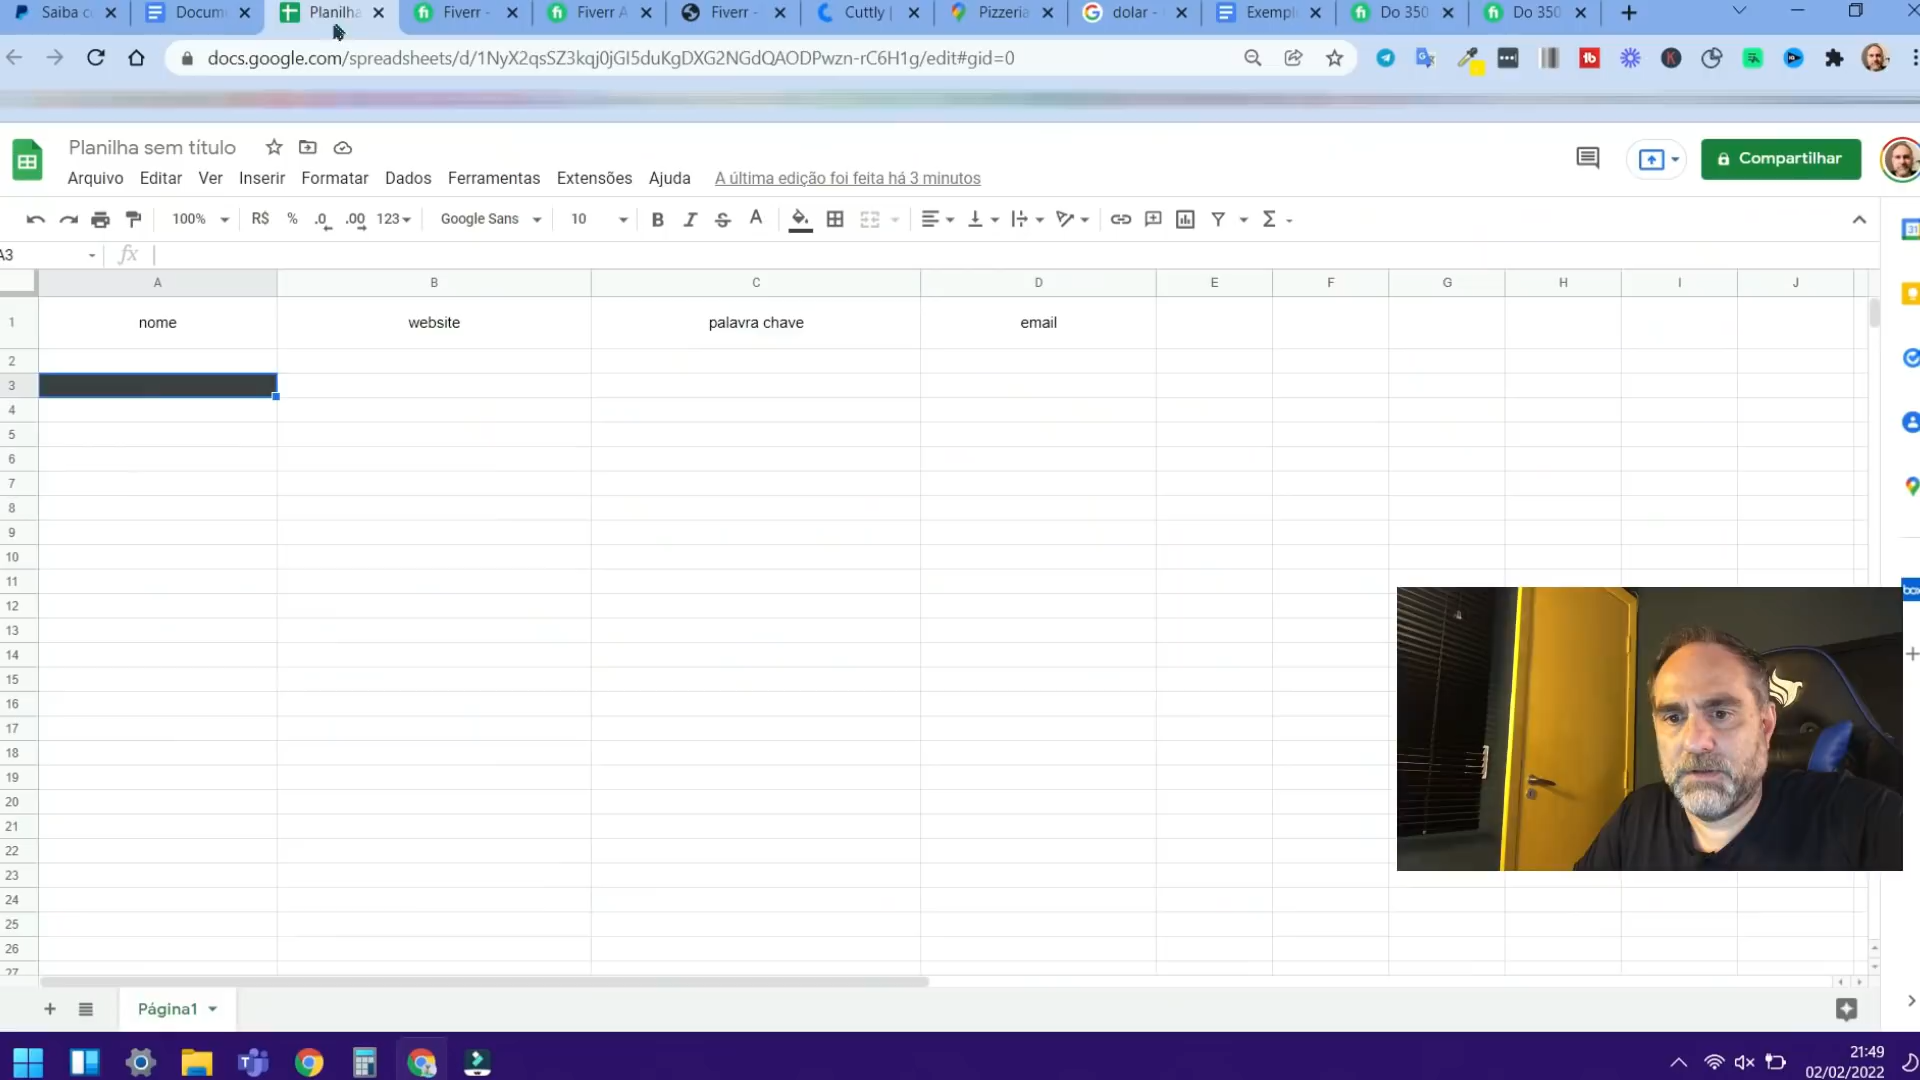 Saiba c
Docum
Planilha
Fiverr -
Fiverr A
Fiverr -
Cuttly |
Pizzeria
dolar -
Exempl
Do 350
Do 350
docs.google.com/spreadsheets/d/1NyX2qsSZ3kqj0jGI5duKgDXG2NGdQAODPwzn-rC6H1g/edit#gid=0
Planilha sem título
Compartilhar
Arquivo Editar Ver Inserir Formatar Dados Ferramentas Extensões Ajuda A última edição foi feita há 3 minutos
100% R$ % .0 .00 123 Google Sans 10 B I S A Σ
A3 fx
A B C D E F G H I J
1 nome website palavra chave email
2
3
4
5
6
7
8
9
10
11
12
13
14
15
16
17
18
19
20
21
22
23
24
25
26
27
31
box
Página1
21:49
02/02/2022